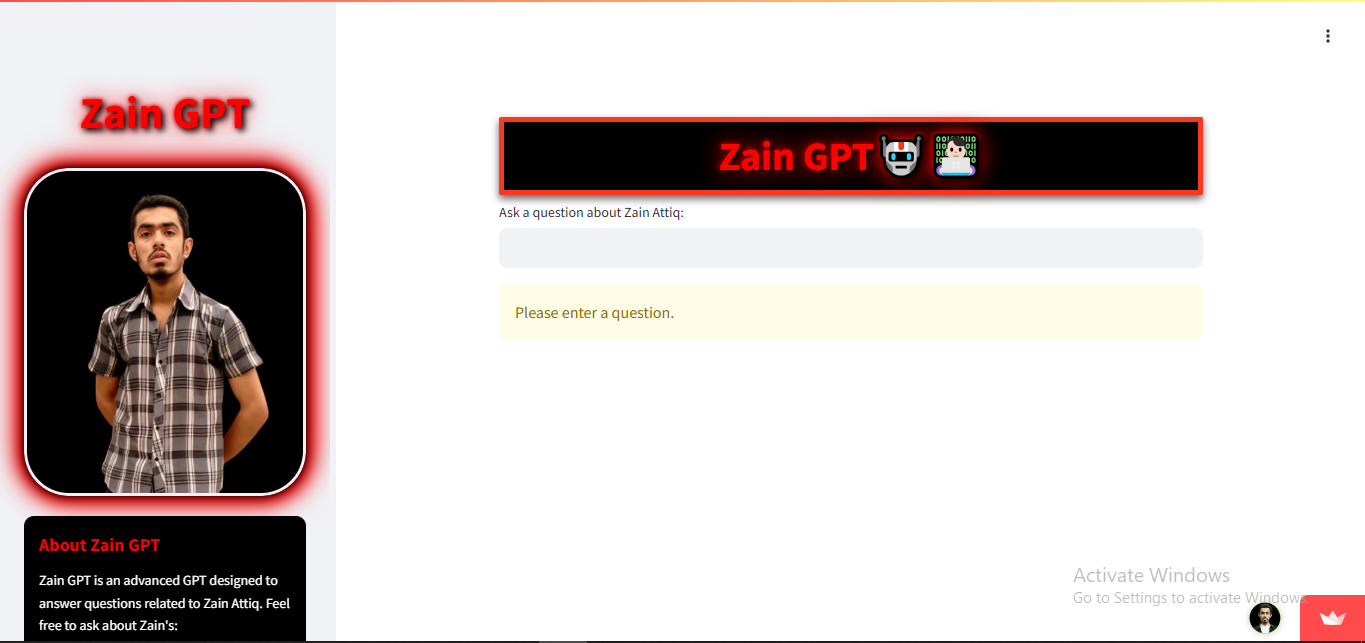 Zain GPT
About Zain GPT
Zain GPT is an advanced GPT designed to
answer questions related to Zain Attiq. Feel
free to ask about Zain's:
Zain GPT
Ask a question about Zain Attiq:
Please enter a question.
Activate Windows
Go to Settings to activate Windows.